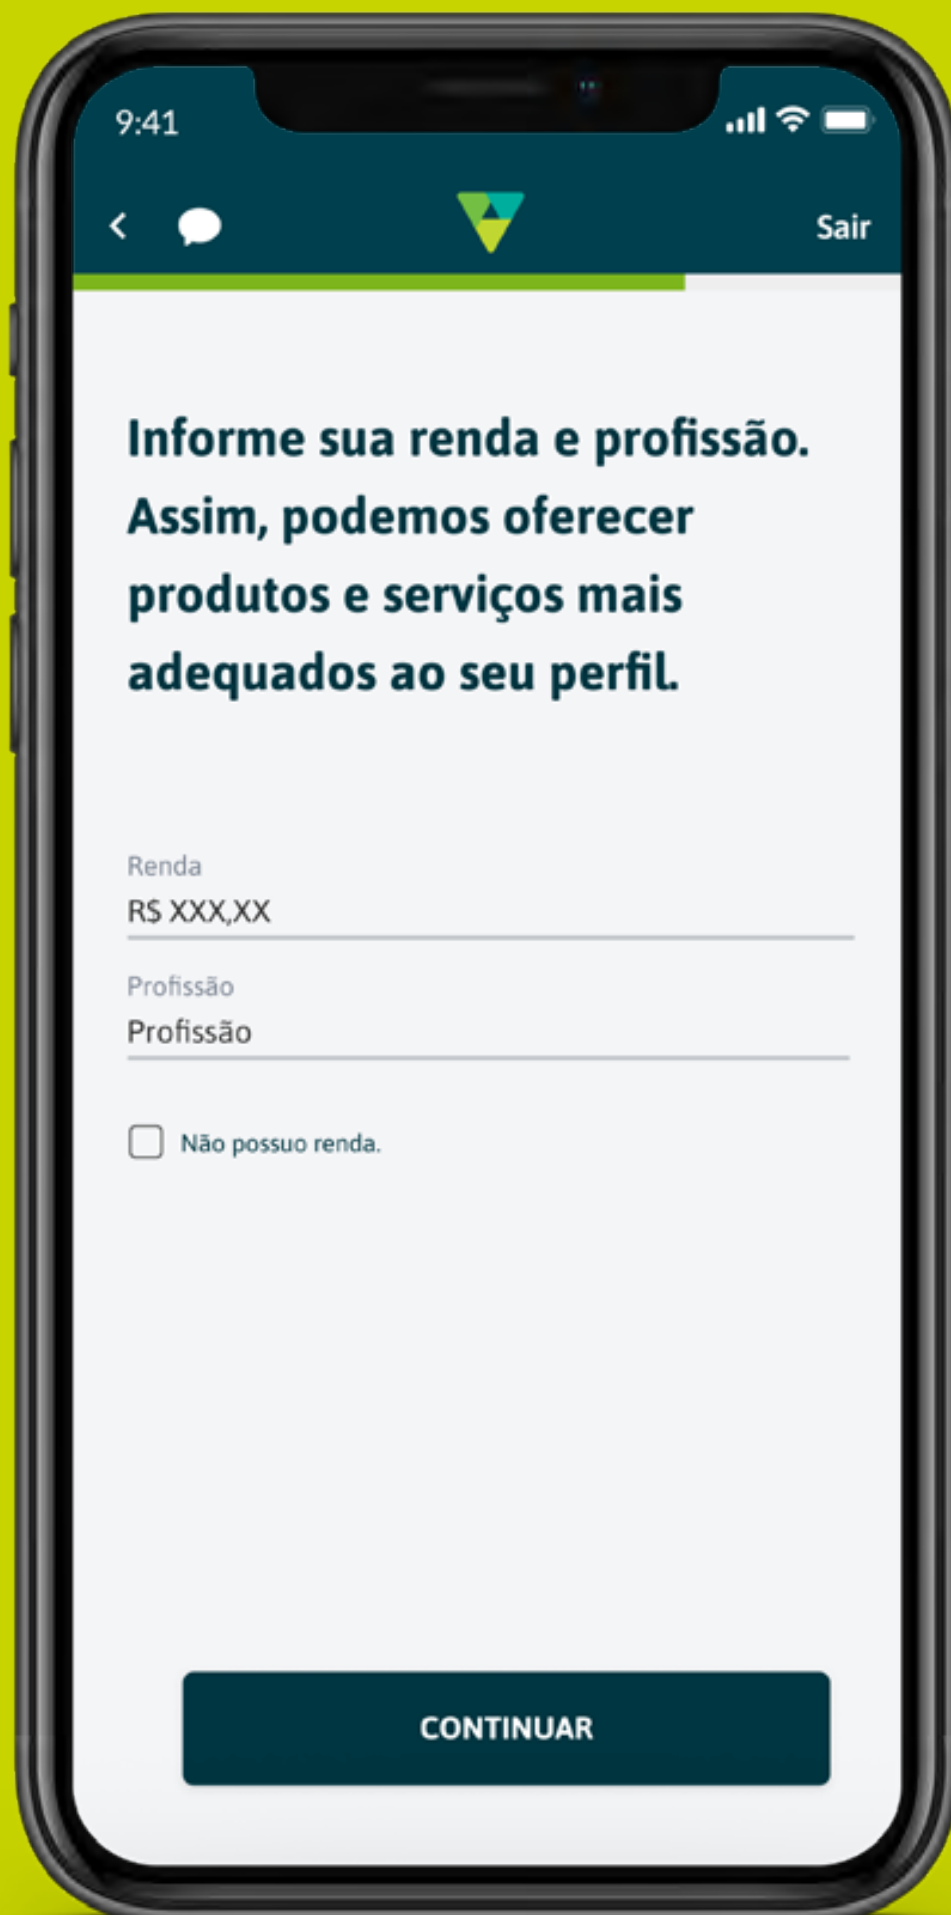 9:41
Sair
Informe sua renda e profissão.
Assim, podemos oferecer
produtos e serviços mais
adequados ao seu perfil.
Renda
R$ XXX,XX
Profissão
Profissão
Não possuo renda.
CONTINUAR